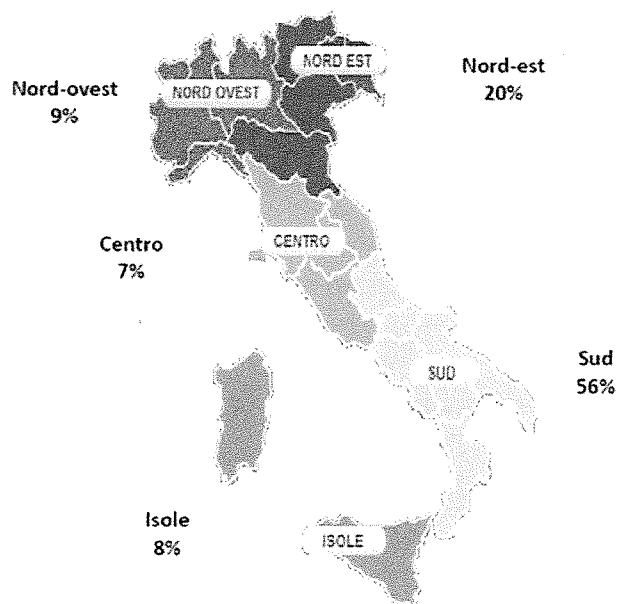 NORD EST
Nord-est
20%
Nord-ovest
9%
NORD OVEST
Centro
7%
CENTRO
Sud
56%
SUD
Isole
8%
ISOLE